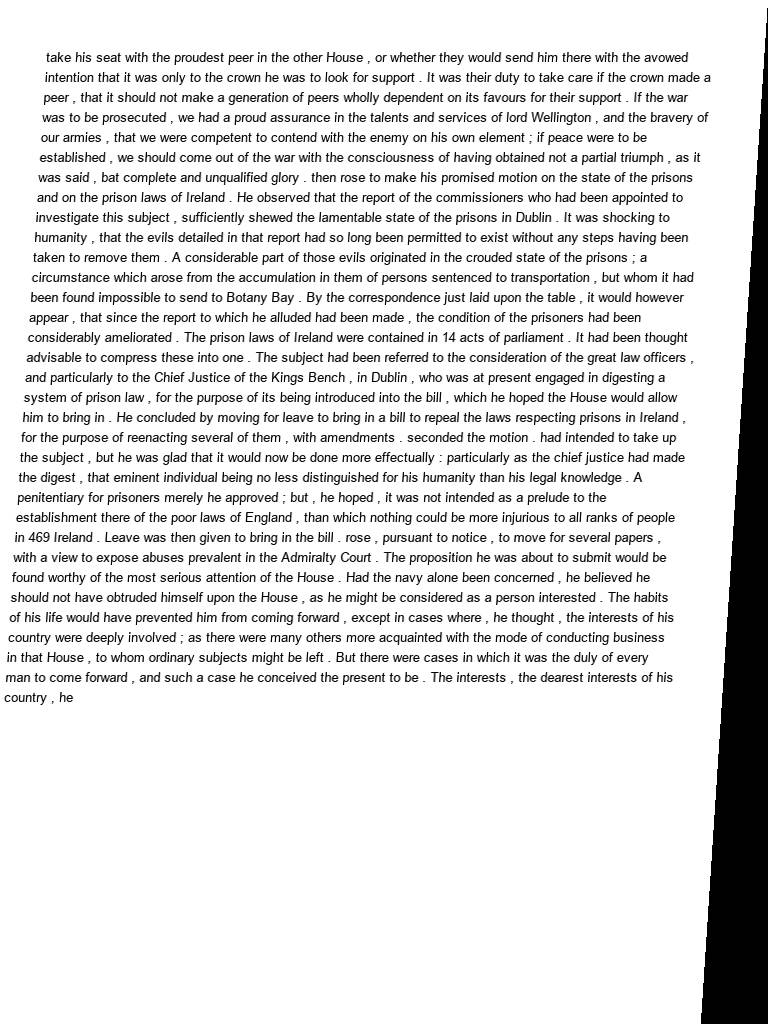 take his seat with the proudest peer in the other House , or whether they would send him there with the avowed
intention that it was only to the crown he was to look for support . It was their duty to take care if the crown made a
peer , that it should not make a generation of peers wholly dependent on its favours for their support . If the war
was to be prosecuted , we had a proud assurance in the talents and services of lord Wellington , and the bravery of
our armies , that we were competent to contend with the enemy on his own element ; if peace were to be
established , we should come out of the war with the consciousness of having obtained not a partial triumph , as it
was said , bat complete and unqualified glory . then rose to make his promised motion on the state of the prisons
and on the prison laws of Ireland . He observed that the report of the commissioners who had been appointed to
investigate this subject , sufficiently shewed the lamentable state of the prisons in Dublin . It was shocking to
humanity , that the evils detailed in that report had so long been permitted to exist without any steps having been
taken to remove them . A considerable part of those evils originated in the crouded state of the prisons ; a
circumstance which arose from the accumulation in them of persons sentenced to transportation , but whom it had
been found impossible to send to Botany Bay . By the correspondence just laid upon the table , it would however
appear , that since the report to which he alluded had been made , the condition of the prisoners had been
considerably ameliorated . The prison laws of Ireland were contained in 14 acts of parliament . It had been thought
advisable to compress these into one . The subject had been referred to the consideration of the great law officers ,
and particularly to the Chief Justice of the Kings Bench , in Dublin , who was at present engaged in digesting a
system of prison law , for the purpose of its being introduced into the bill , which he hoped the House would allow
him to bring in . He concluded by moving for leave to bring in a bill to repeal the laws respecting prisons in Ireland ,
for the purpose of reenacting several of them , with amendments . seconded the motion . had intended to take up
the subject , but he was glad that it would now be done more effectually : particularly as the chief justice had made
the digest , that eminent individual being no less distinguished for his humanity than his legal knowledge . A
penitentiary for prisoners merely he approved ; but , he hoped , it was not intended as a prelude to the
establishment there of the poor laws of England , than which nothing could be more injurious to all ranks of people
in 469 Ireland . Leave was then given to bring in the bill . rose , pursuant to notice , to move for several papers ,
with a view to expose abuses prevalent in the Admiralty Court . The proposition he was about to submit would be
found worthy of the most serious attention of the House . Had the navy alone been concerned , he believed he
should not have obtruded himself upon the House , as he might be considered as a person interested . The habits
of his life would have prevented him from coming forward , except in cases where , he thought , the interests of his
country were deeply involved ; as there were many others more acquainted with the mode of conducting business
in that House , to whom ordinary subjects might be left . But there were cases in which it was the duly of every
man to come forward , and such a case he conceived the present to be . The interests , the dearest interests of his
country , he